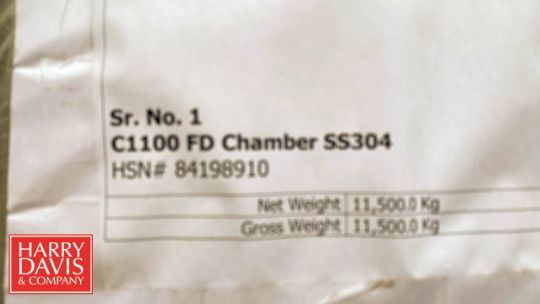 Sr. No. 1
C1100 FD Chamber SS304
HSN# 84198910
Net Weight 11,500.0 Kg
Gross Weight 11,500.0 Kg
HARRY
DAVIS
& COMPANY